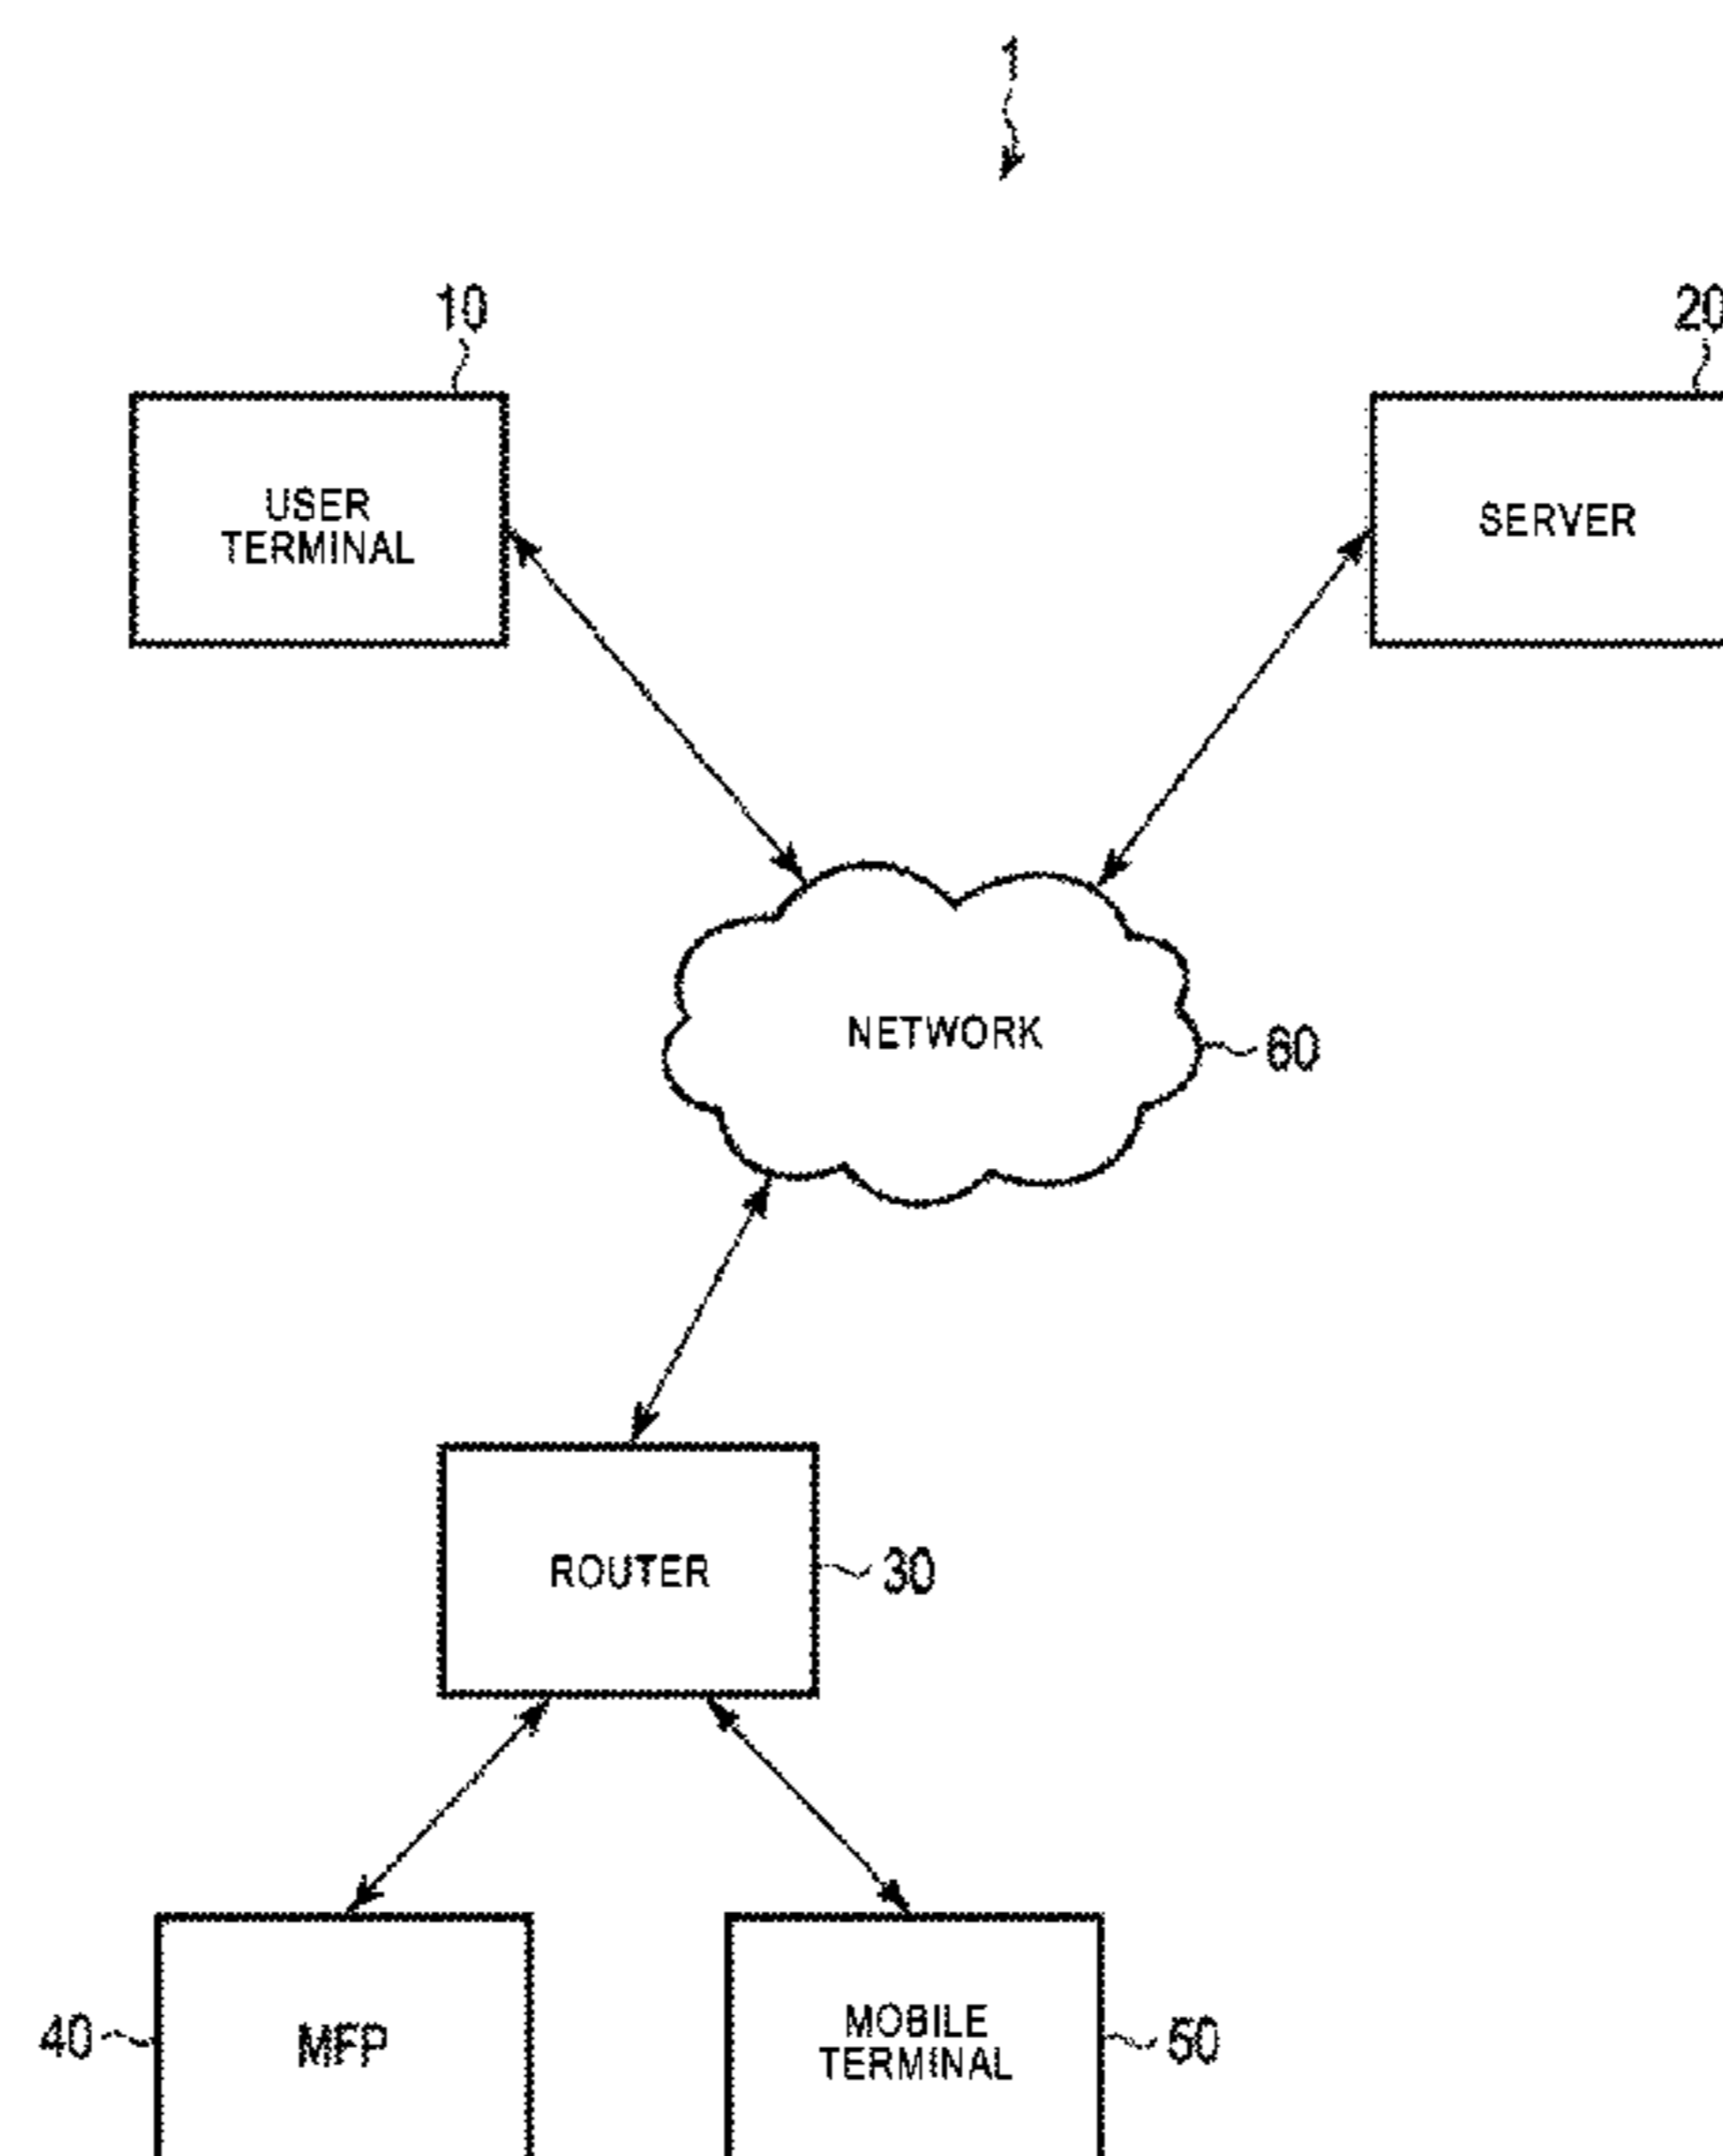 1
10
20
USER
TERMINAL
SERVER
NETWORK
60
ROUTER
30
40
MFP
MOBILE
TERMINAL
50